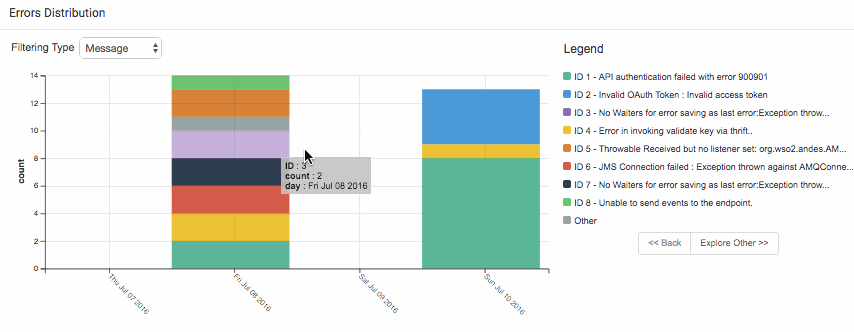 Errors Distribution
Filtering Type Message
Legend
ID 1 - API authentication failed with error 900901
ID 2 - Invalid OAuth Token : Invalid access token
ID 3 - No Waiters for error saving as last error:Exception throw...
ID 4 - Error in invoking validate key via thrift..
ID 5 - Throwable Received but no listener set: org.wso2.andes.AM...
ID 6 - JMS Connection failed : Exception thrown against AMQConne...
ID 7 - No Waiters for error saving as last error:Exception throw...
ID 8 - Unable to send events to the endpoint.
Other
<< Back
Explore Other >>
count
14
12
10
8
6
4
2
0
ID : 3
count : 2
day : Fri Jul 08 2016
Thu Jul 07 2016
Fri Jul 08 2016
Sat Jul 09 2016
Sun Jul 10 2016